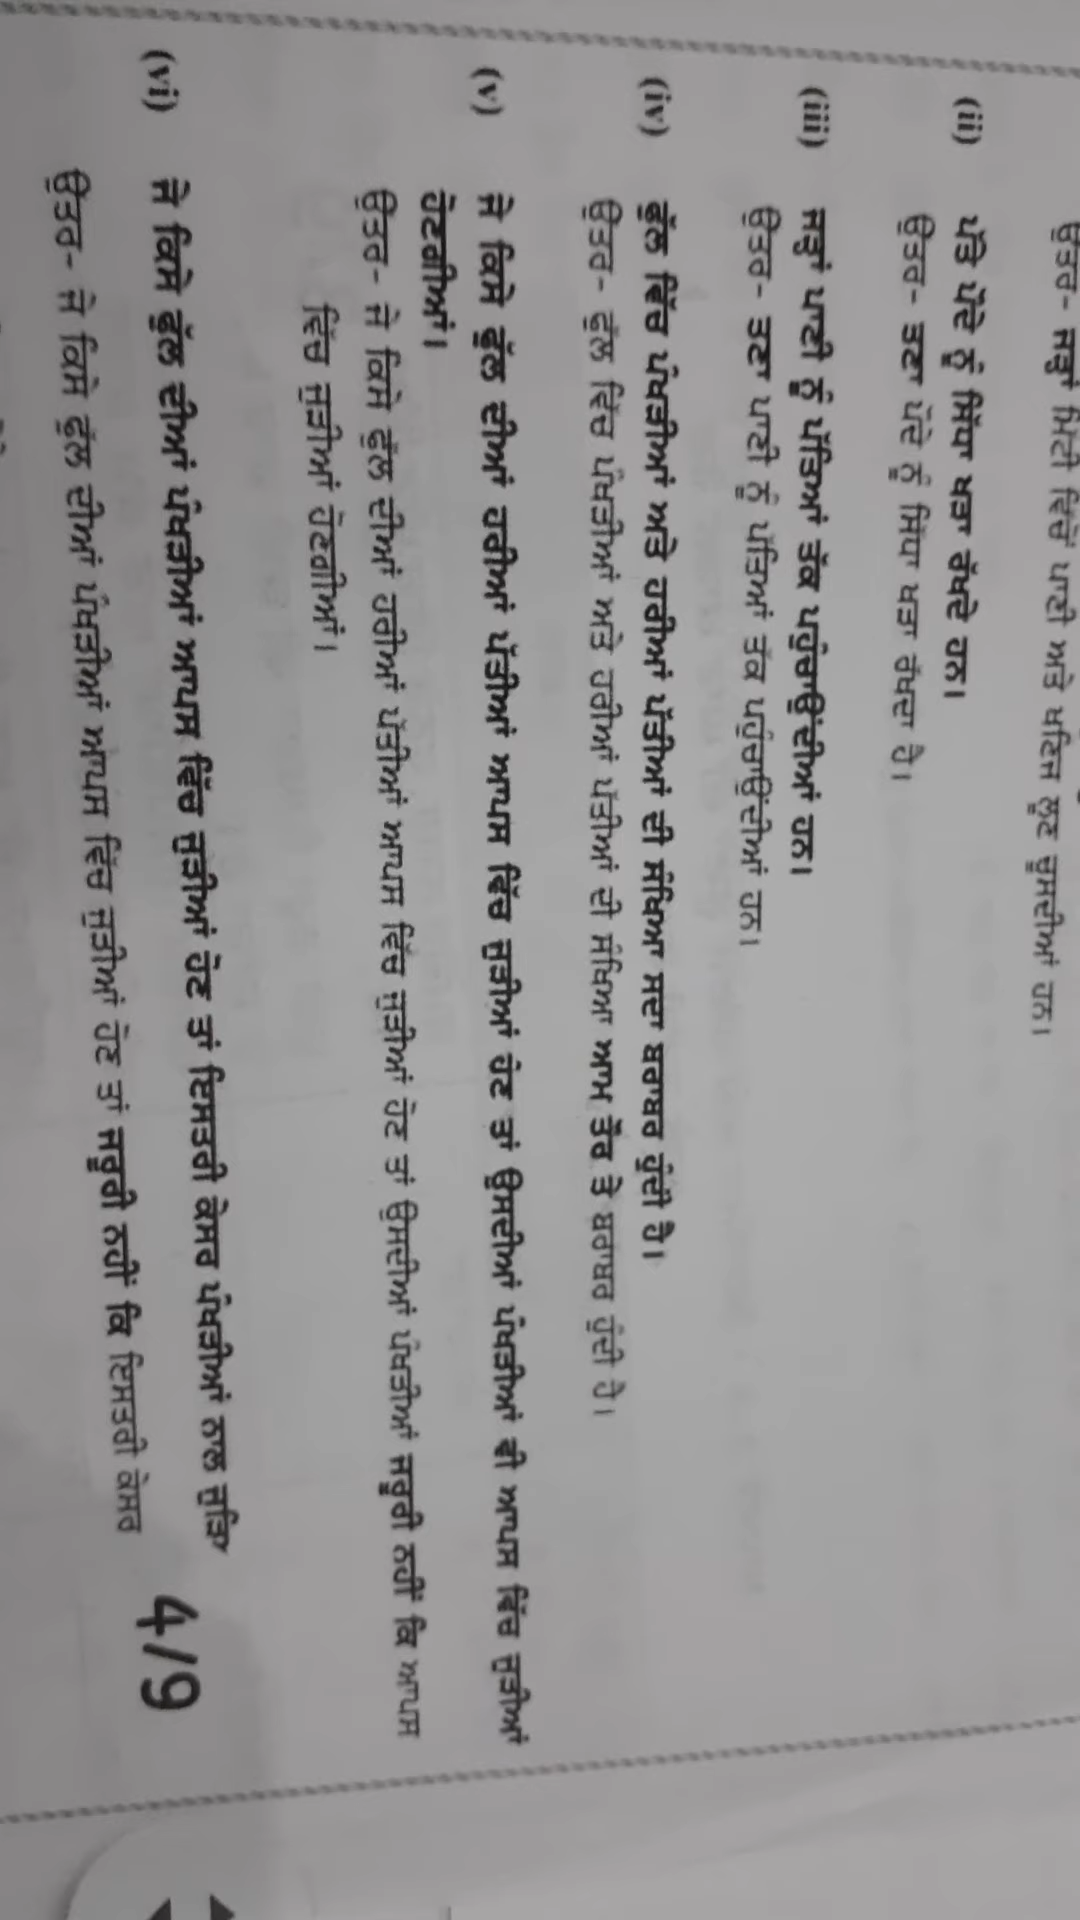 ਉੱਤਰ- ਜੜ੍ਹਾਂ ਮਿੱਟੀ ਵਿੱਚੋਂ ਪਾਣੀ ਅਤੇ ਖਣਿਜ ਲੂਣ ਚੂਸਦੀਆਂ ਹਨ।
(ii) ਪੱਤੇ ਪੌਦੇ ਨੂੰ ਸਿੱਧਾ ਖੜਾ ਰੱਖਦੇ ਹਨ।
ਉੱਤਰ- ਤਣਾ ਪੌਦੇ ਨੂੰ ਸਿੱਧਾ ਖੜਾ ਰੱਖਦਾ ਹੈ।
(iii) ਜੜ੍ਹਾਂ ਪਾਣੀ ਨੂੰ ਪੱਤਿਆਂ ਤੱਕ ਪਹੁੰਚਾਉਂਦੀਆਂ ਹਨ।
ਉੱਤਰ- ਤਣਾ ਪਾਣੀ ਨੂੰ ਪੱਤਿਆਂ ਤੱਕ ਪਹੁੰਚਾਉਂਦੀਆਂ ਹਨ।
(iv) ਫੁੱਲ ਵਿੱਚ ਪੰਖੜੀਆਂ ਅਤੇ ਹਰੀਆਂ ਪੱਤੀਆਂ ਦੀ ਸੰਖਿਆ ਸਦਾ ਬਰਾਬਰ ਹੁੰਦੀ ਹੈ।
ਉੱਤਰ- ਫੁੱਲ ਵਿੱਚ ਪੰਖੜੀਆਂ ਅਤੇ ਹਰੀਆਂ ਪੱਤੀਆਂ ਦੀ ਸੰਖਿਆ ਆਮ ਤੌਰ ਤੇ ਬਰਾਬਰ ਹੁੰਦੀ ਹੈ।
(v) ਜੇ ਕਿਸੇ ਫੁੱਲ ਦੀਆਂ ਹਰੀਆਂ ਪੱਤੀਆਂ ਆਪਸ ਵਿੱਚ ਜੁੜੀਆਂ ਹੋਣ ਤਾਂ ਉਸਦੀਆਂ ਪੰਖੜੀਆਂ ਵੀ ਆਪਸ ਵਿੱਚ ਜੁੜੀਆਂ
ਹੋਣਗੀਆਂ।
ਉੱਤਰ- ਜੇ ਕਿਸੇ ਫੁੱਲ ਦੀਆਂ ਹਰੀਆਂ ਪੱਤੀਆਂ ਆਪਸ ਵਿੱਚ ਜੁੜੀਆਂ ਹੋਣ ਤਾਂ ਉਸਦੀਆਂ ਪੰਖੜੀਆਂ ਜਰੂਰੀ ਨਹੀਂ ਕਿ ਆਪਸ
ਵਿੱਚ ਜੁੜੀਆਂ ਹੋਣਗੀਆਂ।
(vi) ਜੇ ਕਿਸੇ ਫੁੱਲ ਦੀਆਂ ਪੰਖੜੀਆਂ ਆਪਸ ਵਿੱਚ ਜੁੜੀਆਂ ਹੋਣ ਤਾਂ ਇਸਤਰੀ ਕੇਸਰ ਪੰਖੜੀਆਂ ਨਾਲ ਜੁੜਿਆ
ਉੱਤਰ- ਜੇ ਕਿਸੇ ਫੁੱਲ ਦੀਆਂ ਪੰਖੜੀਆਂ ਆਪਸ ਵਿੱਚ ਜੁੜੀਆਂ ਹੋਣ ਤਾਂ ਜਰੂਰੀ ਨਹੀਂ ਕਿ ਇਸਤਰੀ ਕੇਸਰ
4/9